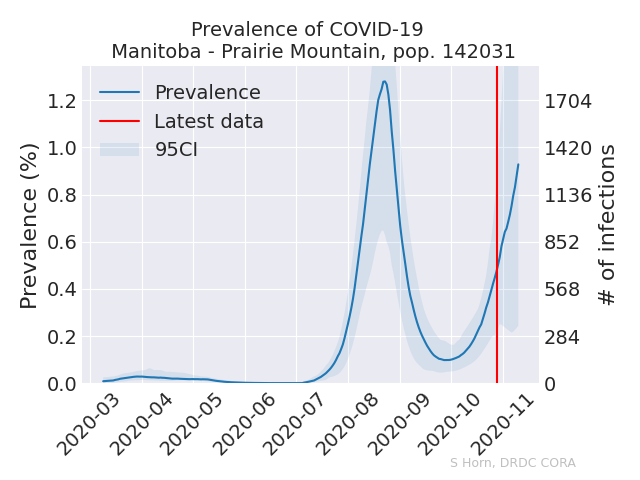 Prevalence of COVID-19
Manitoba - Prairie Mountain, pop. 142031
Prevalence
Latest data
95CI
Prevalence (%)
1.2
1.0
0.8
0.6
0.4
0.2
0.0
1704
1420
1136
852
568
284
0
# of infections
2020-03
2020-04
2020-05
2020-06
2020-07
2020-08
2020-09
2020-10
2020-11
S Horn, DRDC CORA